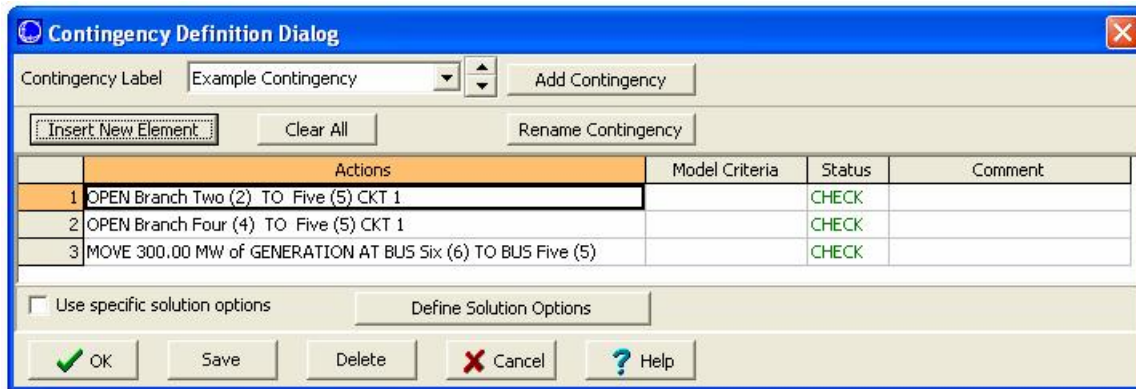 Contingency Definition Dialog
Contingency Label Example Contingency Add Contingency
Insert New Element Clear All Rename Contingency
Actions Model Criteria Status Comment
1 OPEN Branch Two (2) TO Five (5) CKT 1 CHECK
2 OPEN Branch Four (4) TO Five (5) CKT 1 CHECK
3 MOVE 300.00 MW of GENERATION AT BUS Six (6) TO BUS Five (5) CHECK
Use specific solution options Define Solution Options
OK Save Delete Cancel ? Help